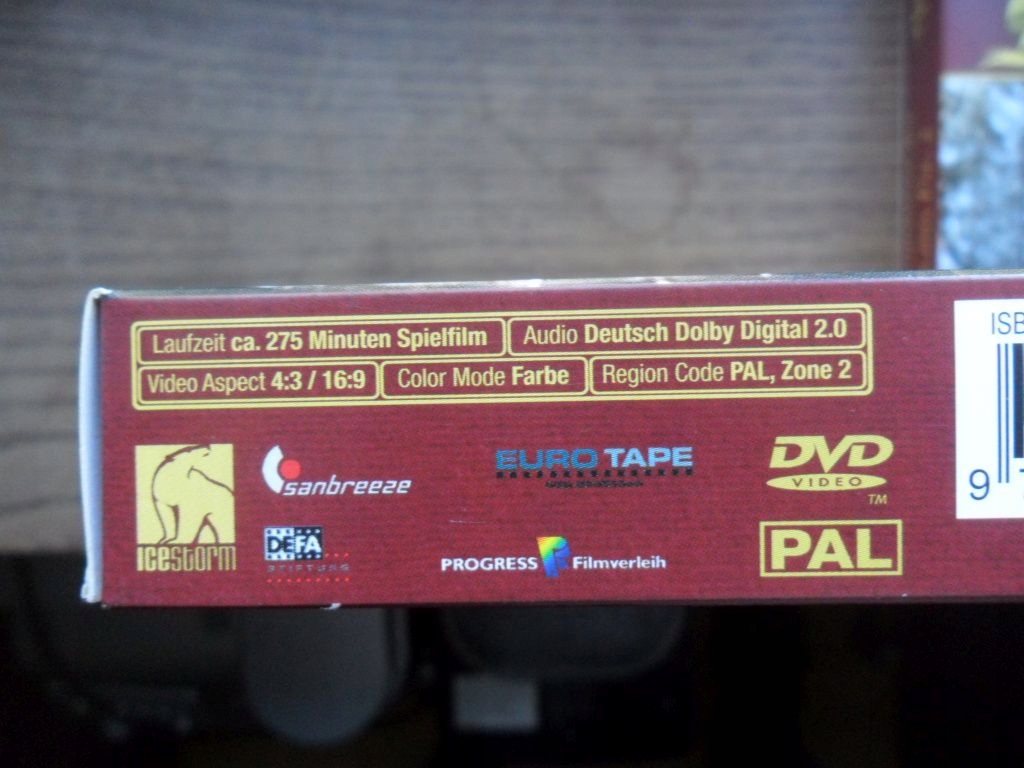 Laufzeit ca. 275 Minuten Spielfilm
Audio Deutsch Dolby Digital 2.0
Video Aspect 4:3 / 16:9
Color Mode Farbe
Region Code PAL, Zone 2
ICESTORM
sanbreeze
EURO TAPE
DVD
VIDEO
TM
DEFA
STIFTUNG
PROGRESS Filmverleih
PAL
ISB
9